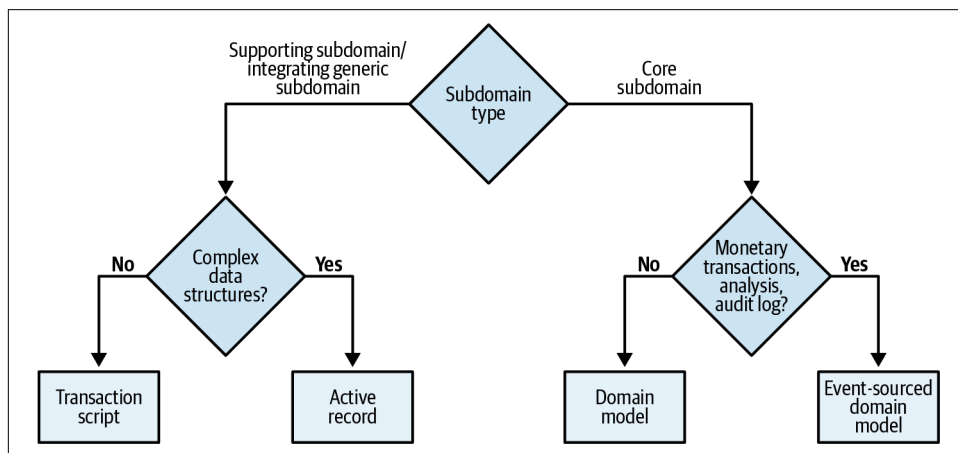 Supporting subdomain/
integrating generic
subdomain
Subdomain
type
Core
subdomain
No
Complex
data
structures?
Yes
No
Monetary
transactions,
analysis,
audit log?
Yes
Transaction
script
Active
record
Domain
model
Event-sourced
domain
model